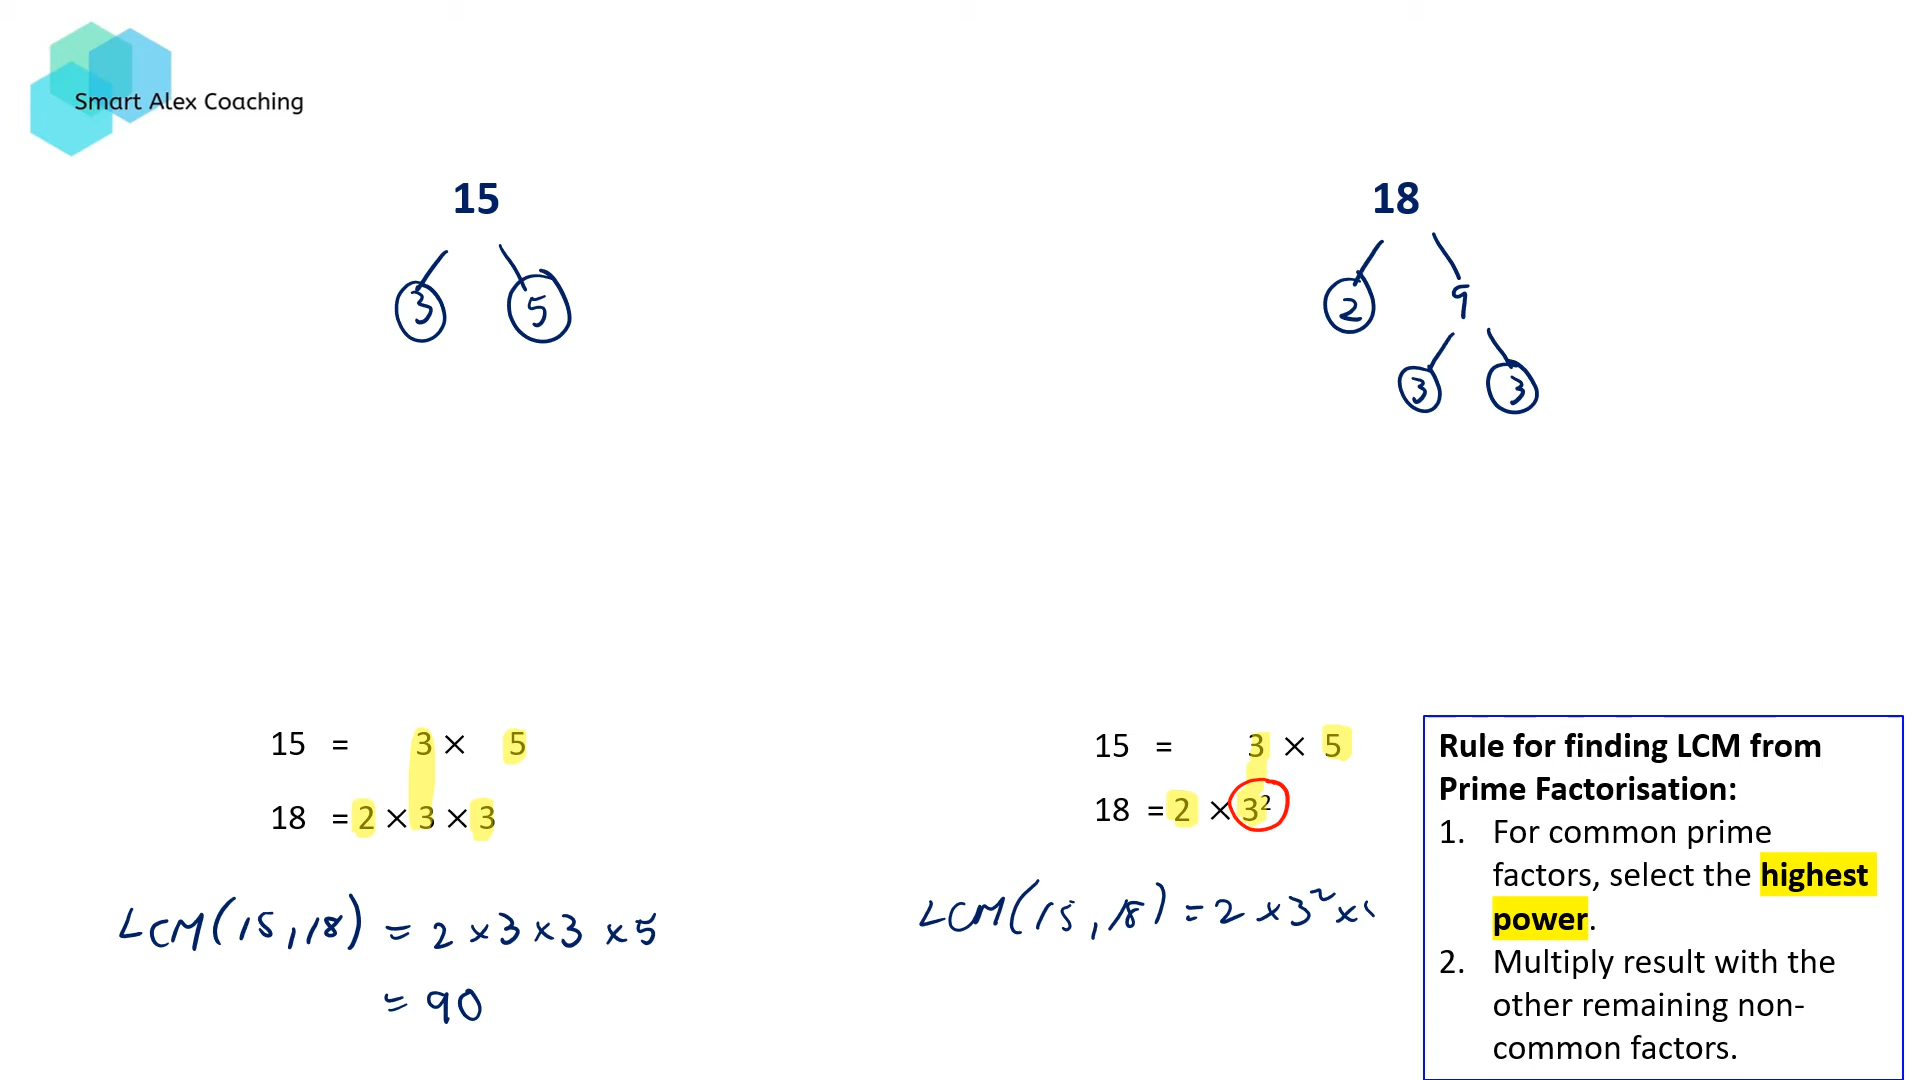 Smart Alex Coaching
15
3 5
18
2 9
3 3
15 = 3 × 5
18 = 2 × 3 × 3
LCM(15,18) = 2 × 3 × 3 × 5
= 90
15 = 3 × 5
18 = 2 × 3²
LCM(15,18) = 2 × 3² ×
Rule for finding LCM from
Prime Factorisation:
1. For common prime
factors, select the highest
power.
2. Multiply result with the
other remaining non-
common factors.